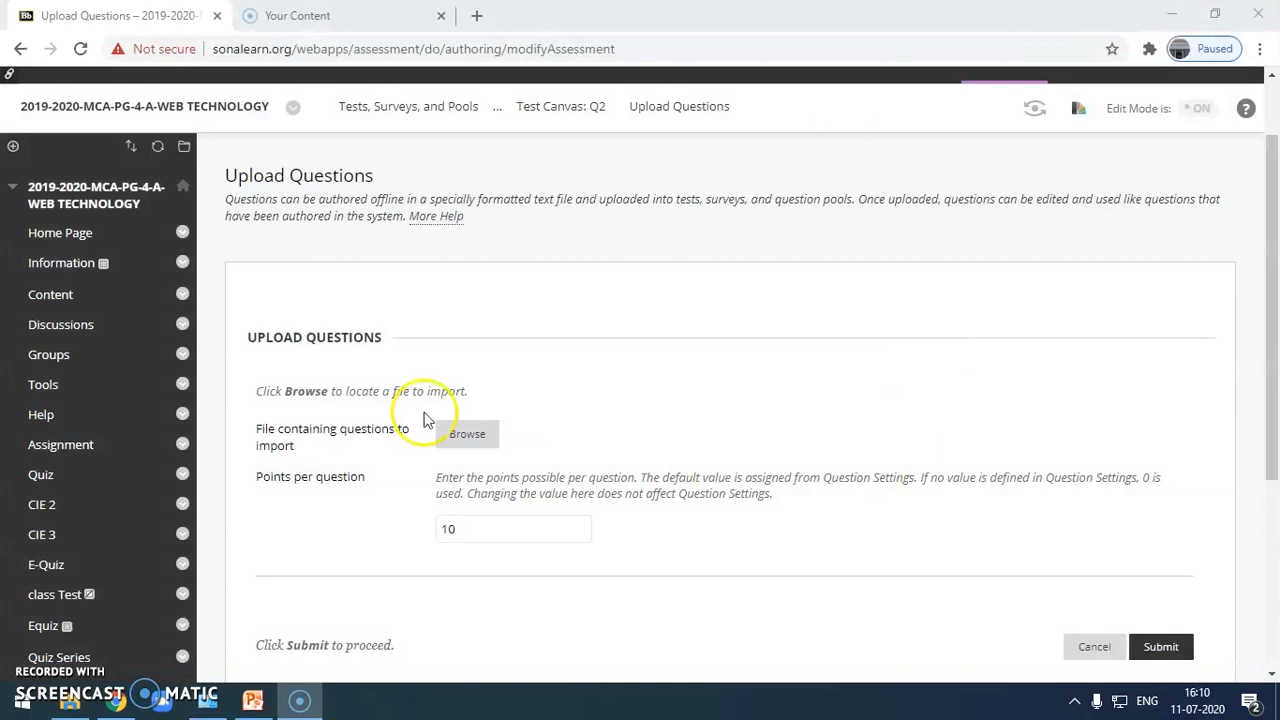 Bb Upload Questions – 2019-2020-
Your Content
Not secure sonalearn.org/webapps/assessment/do/authoring/modifyAssessment Paused
2019-2020-MCA-PG-4-A-WEB TECHNOLOGY Tests, Surveys, and Pools ... Test Canvas: Q2 Upload Questions Edit Mode is: ON ?
2019-2020-MCA-PG-4-A-
WEB TECHNOLOGY
Home Page
Information
Content
Discussions
Groups
Tools
Help
Assignment
Quiz
CIE 2
CIE 3
E-Quiz
class Test
Equiz
Quiz Series
Upload Questions
Questions can be authored offline in a specially formatted text file and uploaded into tests, surveys, and question pools. Once uploaded, questions can be edited and used like questions
that have been authored in the system. More Help
UPLOAD QUESTIONS
Click Browse to locate a file to import.
File containing questions to
import
Browse
Points per question
Enter the points possible per question. The default value is assigned from Question Settings. If no value is defined in Question Settings, 0 is
used. Changing the value here does not affect Question Settings.
10
Click Submit to proceed.
Cancel Submit
RECORDED WITH
SCREENCAST MATIC
ENG
16:10
11-07-2020
2